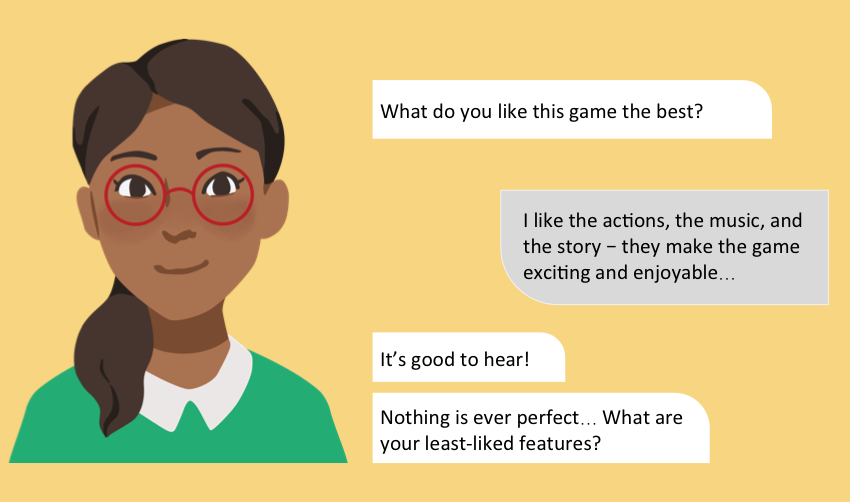 What do you like this game the best?
I like the actions, the music, and
the story – they make the game
exciting and enjoyable…
It’s good to hear!
Nothing is ever perfect… What are
your least-liked features?